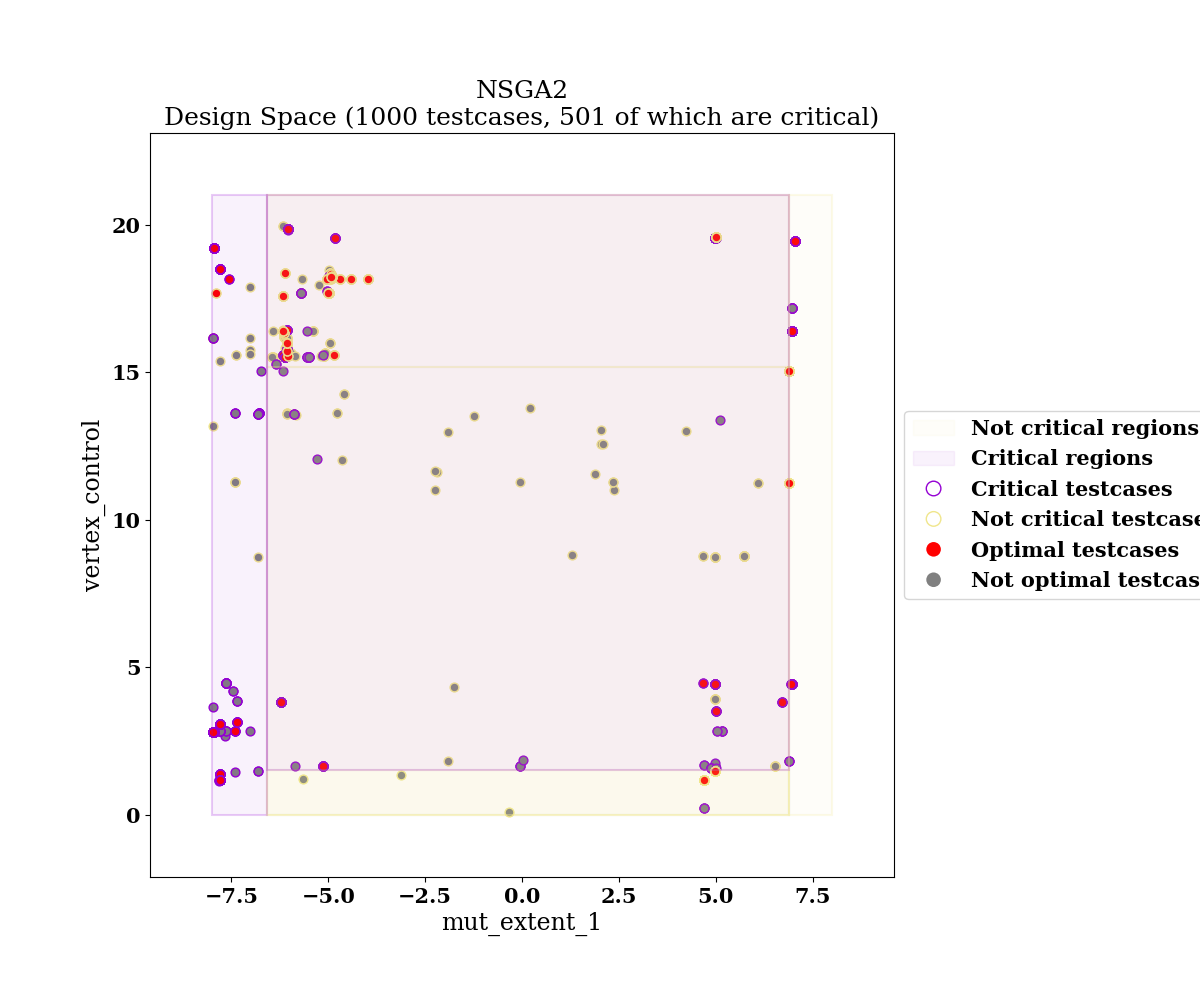 NSGA2
Design Space (1000 testcases, 501 of which are critical)
20
15
10
5
0
vertex_control
−7.5
−5.0
−2.5
0.0
2.5
5.0
7.5
mut_extent_1
Not critical regions
Critical regions
Critical testcases
Not critical testcase
Optimal testcases
Not optimal testcas